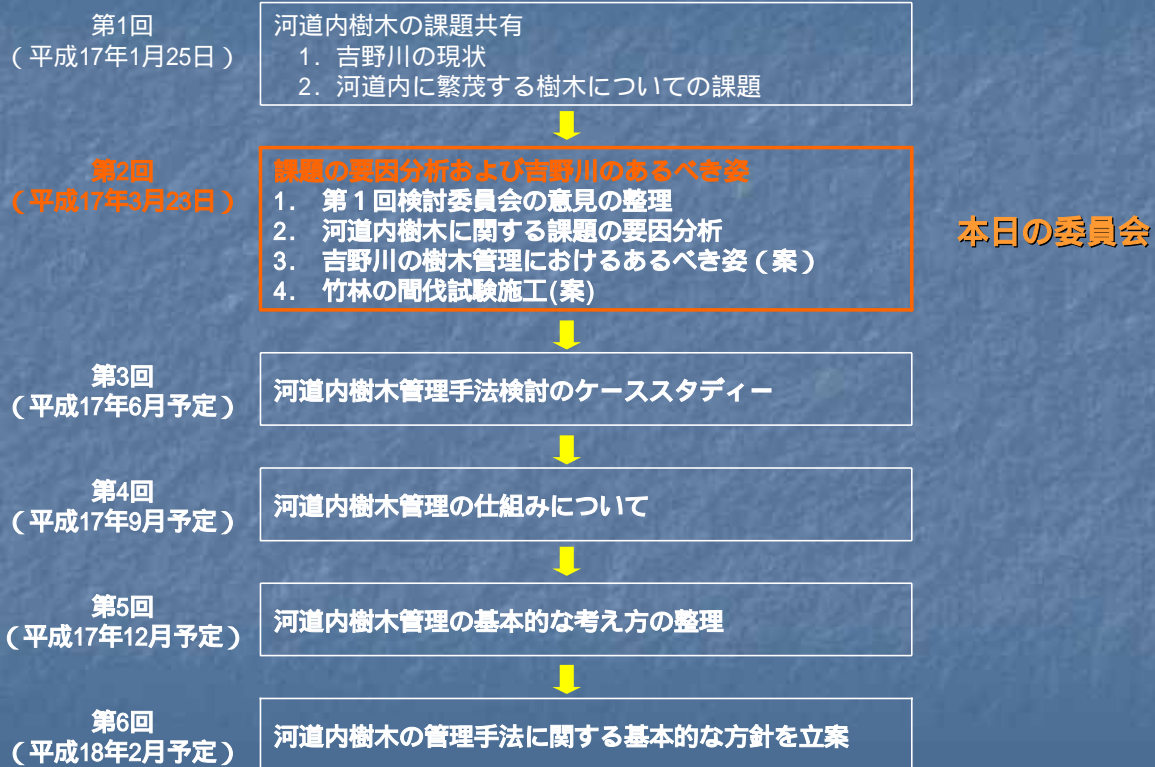 第1回
(平成17年1月25日)
河道内樹木の課題共有
1. 吉野川の現状
2. 河道内に繁茂する樹木についての課題
第2回
(平成17年3月23日)
課題の要因分析および吉野川のあるべき姿
1. 第1回検討委員会の意見の整理
2. 河道内樹木に関する課題の要因分析
3. 吉野川の樹木管理におけるあるべき姿(案)
4. 竹林の間伐試験施工(案)
本日の委員会
第3回
(平成17年6月予定)
河道内樹木管理手法検討のケーススタディー
第4回
(平成17年9月予定)
河道内樹木管理の仕組みについて
第5回
(平成17年12月予定)
河道内樹木管理の基本的な考え方の整理
第6回
(平成18年2月予定)
河道内樹木の管理手法に関する基本的な方針を立案